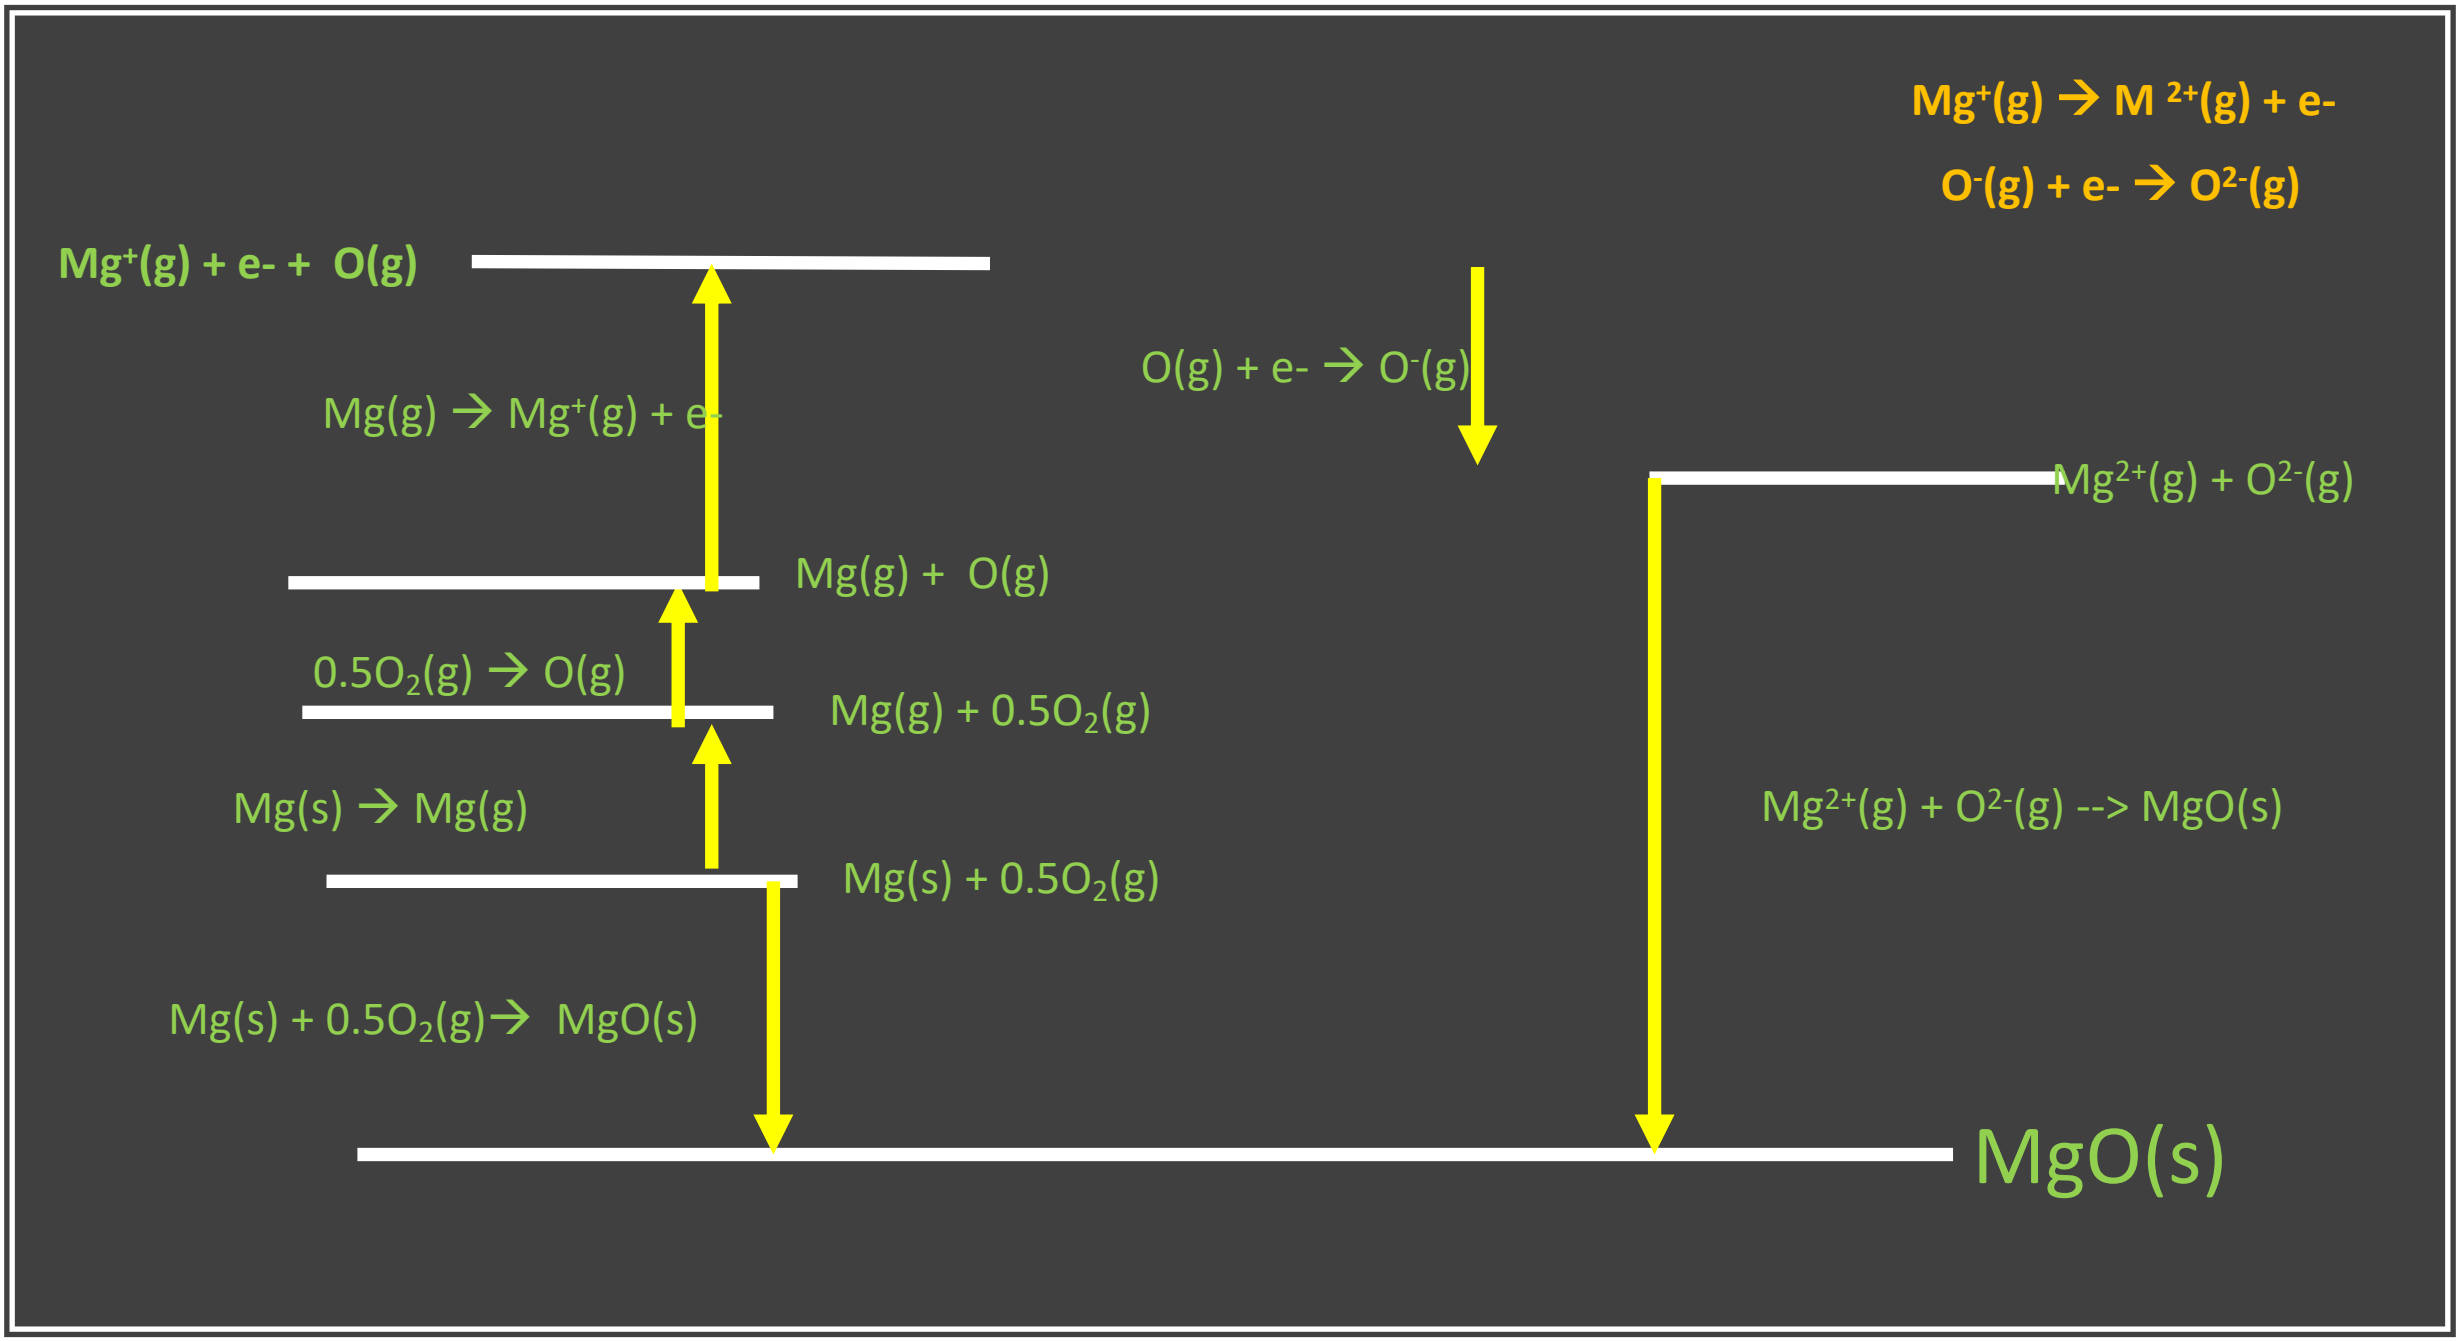 Mg⁺(g) → M ²⁺(g) + e-
O⁻(g) + e- → O²⁻(g)
Mg⁺(g) + e- + O(g)
O(g) + e- → O⁻(g)
Mg(g) → Mg⁺(g) + e-
Mg²⁺(g) + O²⁻(g)
Mg(g) + O(g)
0.5O₂(g) → O(g)
Mg(g) + 0.5O₂(g)
Mg(s) → Mg(g)
Mg²⁺(g) + O²⁻(g) --> MgO(s)
Mg(s) + 0.5O₂(g)
Mg(s) + 0.5O₂(g)→ MgO(s)
MgO(s)